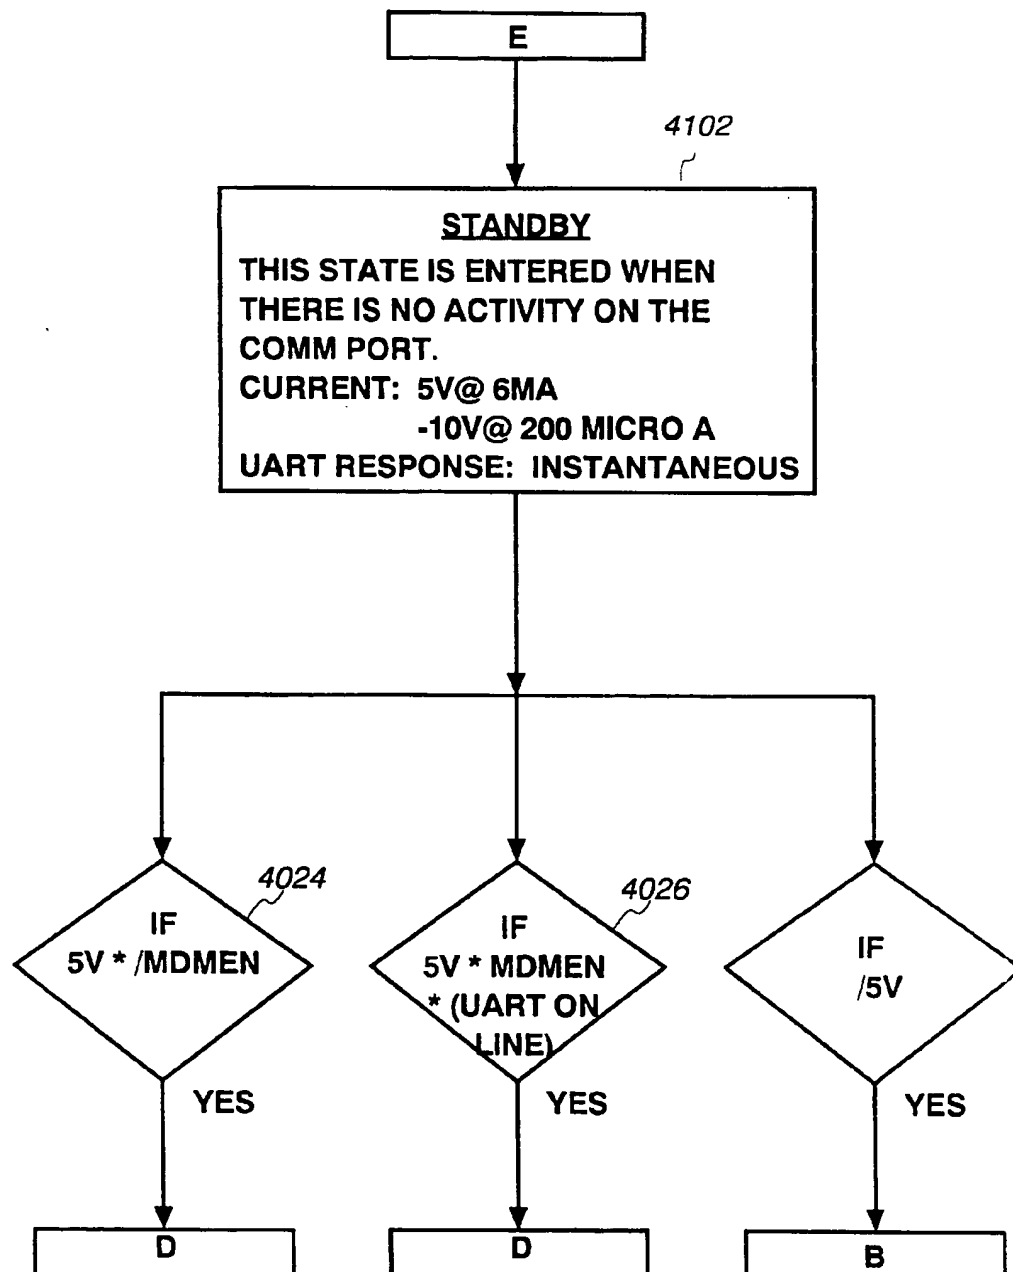 E
4102
STANDBY
THIS STATE IS ENTERED WHEN
THERE IS NO ACTIVITY ON THE
COMM PORT.
CURRENT: 5V@ 6MA
-10V@ 200 MICRO A
UART RESPONSE: INSTANTANEOUS
4024
IF
5V * /MDMEN
YES
D
4026
IF
5V * MDMEN
* (UART ON
LINE)
YES
D
IF
/5V
YES
B